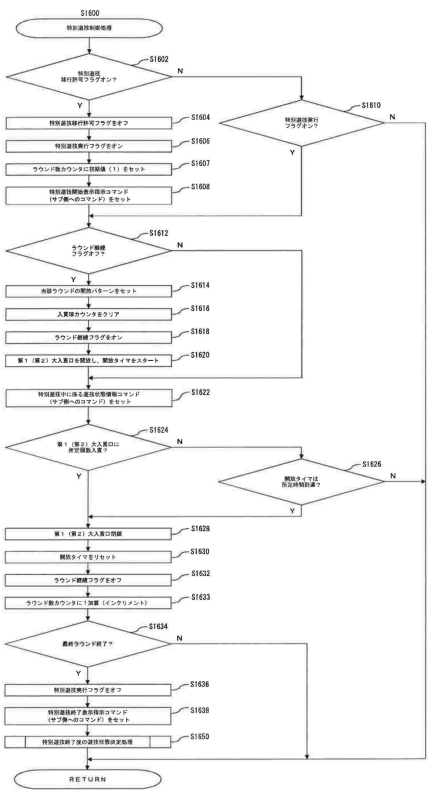 S1600
特別遊技制御処理
S1602
特別遊技
移行許可フラグオン？
N
Y
S1610
特別遊技実行
フラグオン？
N
Y
特別遊技移行許可フラグをオフ
S1604
特別遊技実行フラグをオン
S1606
ラウンド数カウンタに初期値（1）をセット
S1607
特別遊技開始表示指示コマンド
（サブ側へのコマンド）をセット
S1608
S1612
ラウンド継続
フラグオフ？
N
Y
当該ラウンドの開放パターンをセット
S1614
入賞球カウンタをクリア
S1616
ラウンド継続フラグをオン
S1618
第1（第2）大入賞口を開放し、開放タイマをスタート
S1620
特別遊技中に係る遊技状態情報コマンド
（サブ側へのコマンド）をセット
S1622
S1624
第1（第2）大入賞口に
所定個数入賞？
N
Y
S1626
開放タイマは
所定時間到達？
N
Y
第1（第2）大入賞口閉鎖
S1628
開放タイマをリセット
S1630
ラウンド継続フラグをオフ
S1632
ラウンド数カウンタに1加算（インクリメント）
S1633
S1634
最終ラウンド終了？
N
Y
特別遊技実行フラグをオフ
S1636
特別遊技終了表示指示コマンド
（サブ側へのコマンド）をセット
S1638
特別遊技終了後の遊技状態決定処理
S1650
RETURN